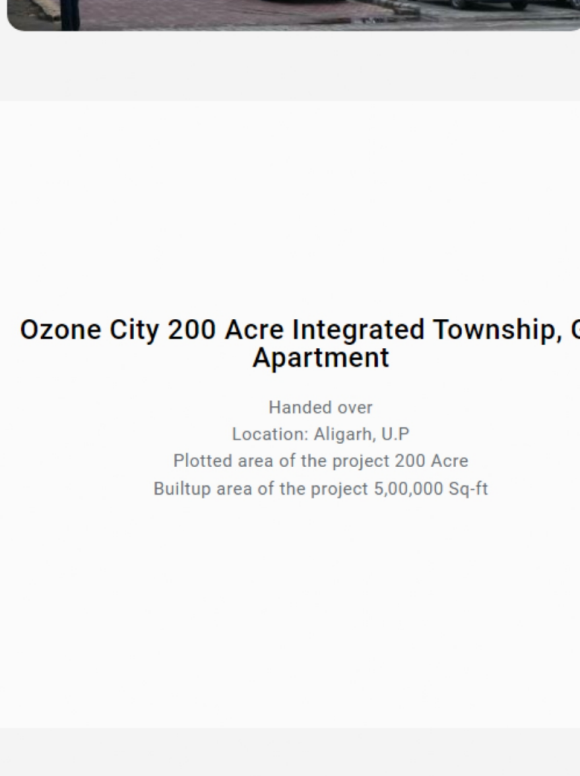 Ozone City 200 Acre Integrated Township,
Apartment
Handed over
Location: Aligarh, U.P
Plotted area of the project 200 Acre
Builtup area of the project 5,00,000 Sq-ft